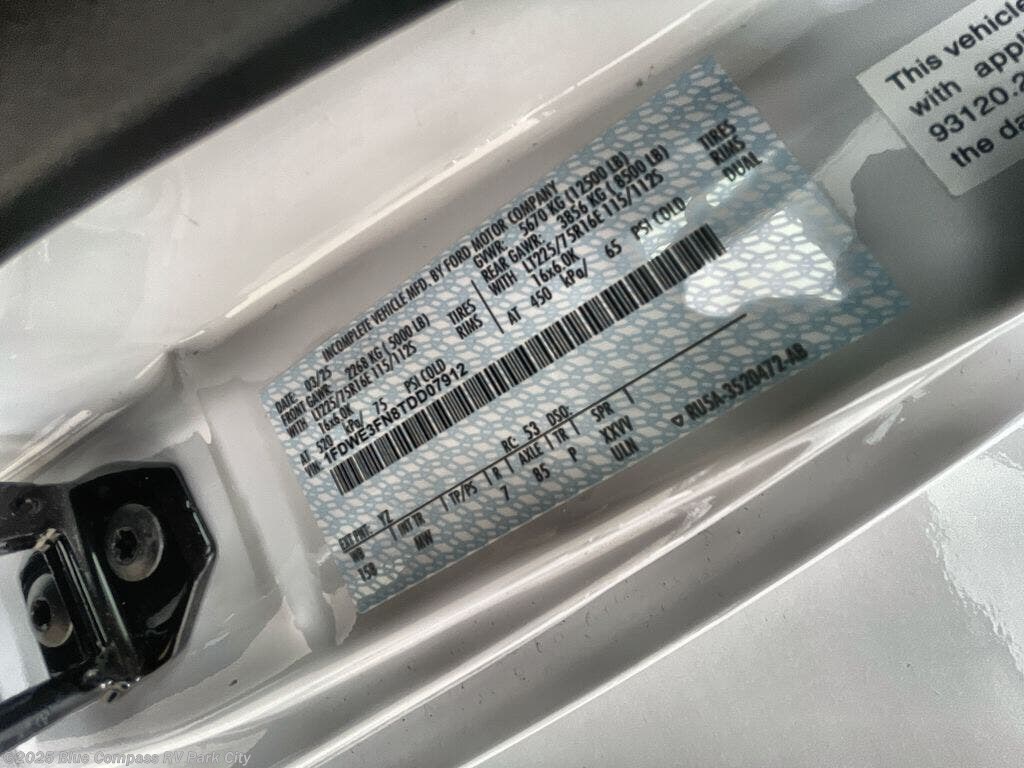 INCOMPLETE VEHICLE MFD. BY FORD MOTOR COMPANY
DATE: 03/25 GVWR: 5670 KG (12500 LB)
FRONT GAWR: 2268 KG (5000 LB) REAR GAWR: 3856 KG (8500 LB)
WITH LT225/75R16E 115/112S TIRES WITH LT225/75R16E 115/112S TIRES
16x6.0K RIMS 16x6.0K RIMS
AT 520 kPa/ 75 PSI COLD AT 450 kPa/ 65 PSI COLD DUAL
VIN: 1FDWE3FN8TDD07912
EXT PNT: YZ RC: 53 DSO:
WB INT TR TP/PS R AXLE TR SPR
158 MW 7 85 P XXVV
ULN
▽ RU5A-3520472-AB
This vehicle
with appli
93120.2
the da
©2025 Blue Compass RV Park City